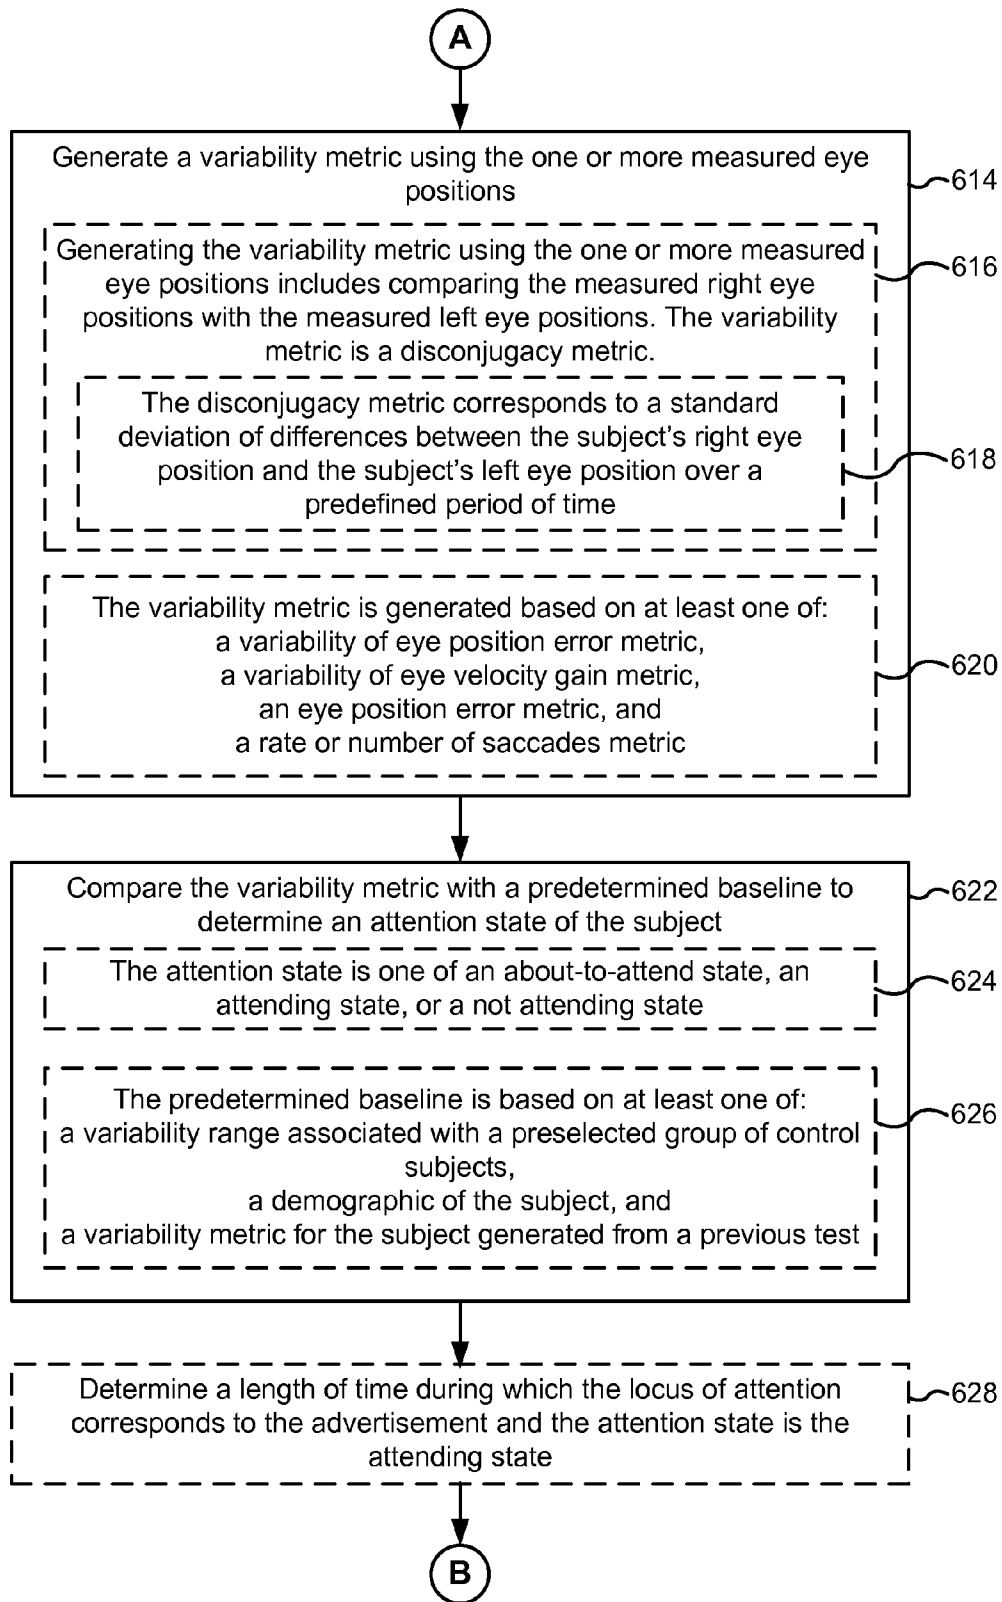 A
Generate a variability metric using the one or more measured eye
positions
614
Generating the variability metric using the one or more measured
eye positions includes comparing the measured right eye
positions with the measured left eye positions. The variability
metric is a disconjugacy metric.
616
The disconjugacy metric corresponds to a standard
deviation of differences between the subject's right eye
position and the subject's left eye position over a
predefined period of time
618
The variability metric is generated based on at least one of:
a variability of eye position error metric,
a variability of eye velocity gain metric,
an eye position error metric, and
a rate or number of saccades metric
620
Compare the variability metric with a predetermined baseline to
determine an attention state of the subject
622
The attention state is one of an about-to-attend state, an
attending state, or a not attending state
624
The predetermined baseline is based on at least one of:
a variability range associated with a preselected group of control
subjects,
a demographic of the subject, and
a variability metric for the subject generated from a previous test
626
Determine a length of time during which the locus of attention
corresponds to the advertisement and the attention state is the
attending state
628
B